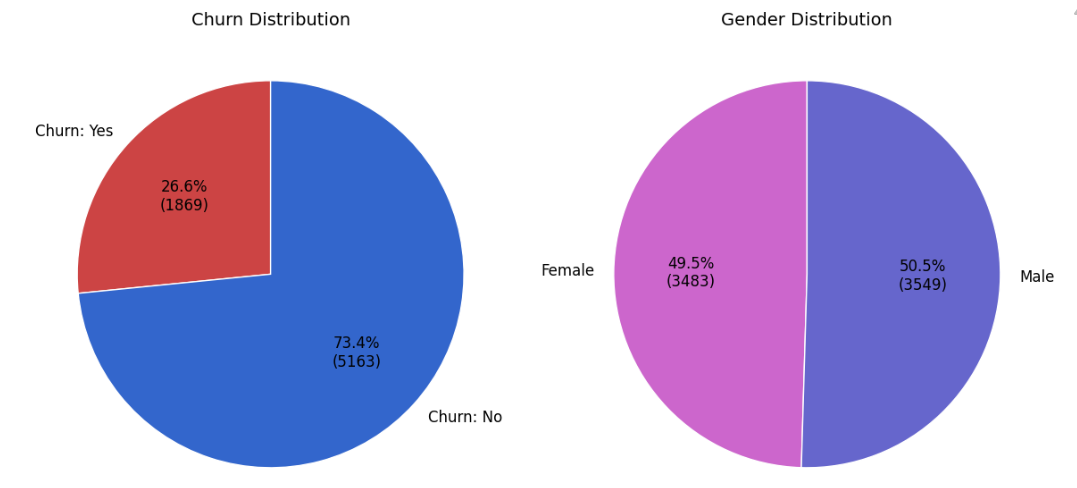 Churn Distribution
Churn: Yes
26.6%
(1869)
73.4%
(5163)
Churn: No
Gender Distribution
Female
49.5%
(3483)
50.5%
(3549)
Male